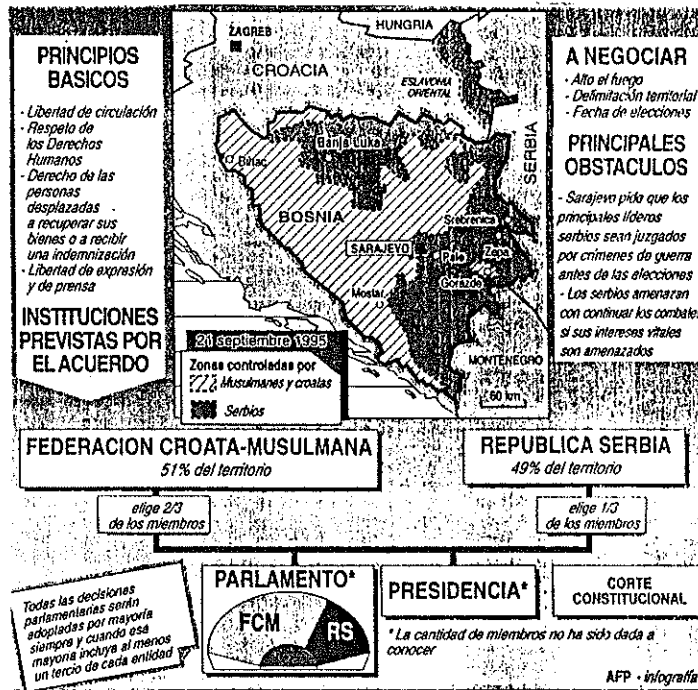 PRINCIPIOS
BASICOS
- Libertad de circulación
- Respeto de
los Derechos
Humanos
- Derecho de las
personas
desplazadas -
a recuperar sus
bienes o a recibir
una indemnización
- Libertad de expresión
y de prensa
INSTITUCIONES
PREVISTAS POR
EL ACUERDO
ZAGREB
HUNGRIA
CROACIA
ESLAVONIA
ORIENTAL
Banja Luka
Bihac
SERBIA
BOSNIA
Srebrenica
SARAJEVO
Pale
Zepa
Gorazde
Mostar
MONTENEGRO
60 km
21 septiembre 1995
Zonas controladas por
Musulmanes y croatas
Serbios
A NEGOCIAR
- Alto el fuego
- Delimitación territorial
- Fecha de elecciones
PRINCIPALES
OBSTACULOS
- Sarajevo pide que los
principales líderes
serbios sean juzgados
por crímenes de guerra
antes de las elecciones
- Los serbios amenazan
con continuar los combates
si sus intereses vitales
son amenazados
FEDERACION CROATA-MUSULMANA
51% del territorio
REPUBLICA SERBIA
49% del territorio
elige 2/3
de los miembros
elige 1/3
de los miembros
Todas las decisiones
parlamentarias serán
adoptadas por mayoría
siempre y cuando esa
mayoría incluya al menos
un tercio de cada entidad
PARLAMENTO*
FCM
RS
PRESIDENCIA*
CORTE
CONSTITUCIONAL
* La cantidad de miembros no ha sido dada a
conocer
AFP - infografía